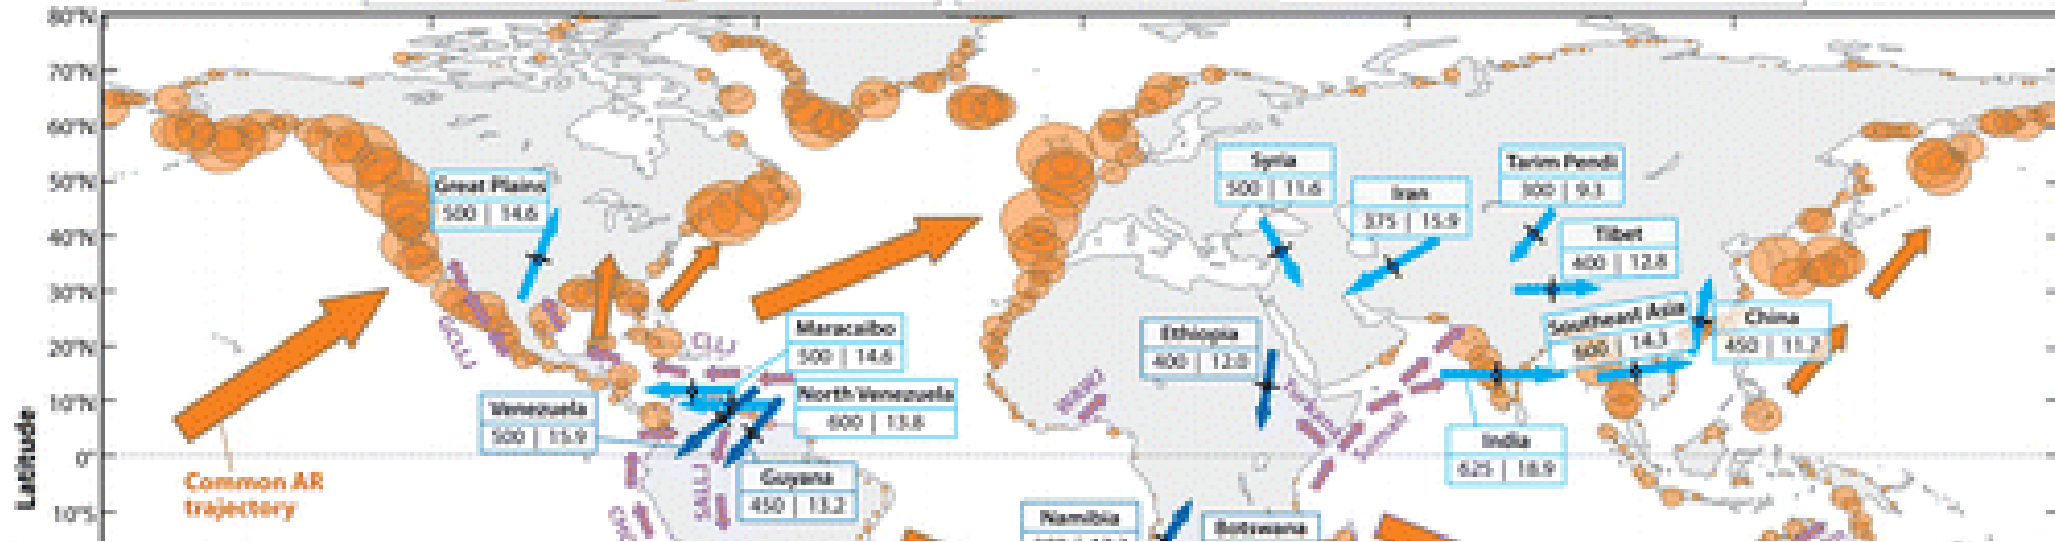 80°N
70°N
60°N
50°N
40°N
30°N
20°N
10°N
0°
10°S
Latitude
Great Plains
500 | 14.6
Syria
500 | 11.6
Iran
375 | 15.9
Tarim Pendi
300 | 9.3
Tibet
400 | 12.8
Southeast Asia
600 | 14.3
China
450 | 11.2
Maracaibo
500 | 14.6
Ethiopia
400 | 12.0
North Venezuela
600 | 13.8
Venezuela
500 | 15.9
India
625 | 18.9
Guyana
450 | 13.2
Common AR
trajectory
Namibia
Botswana